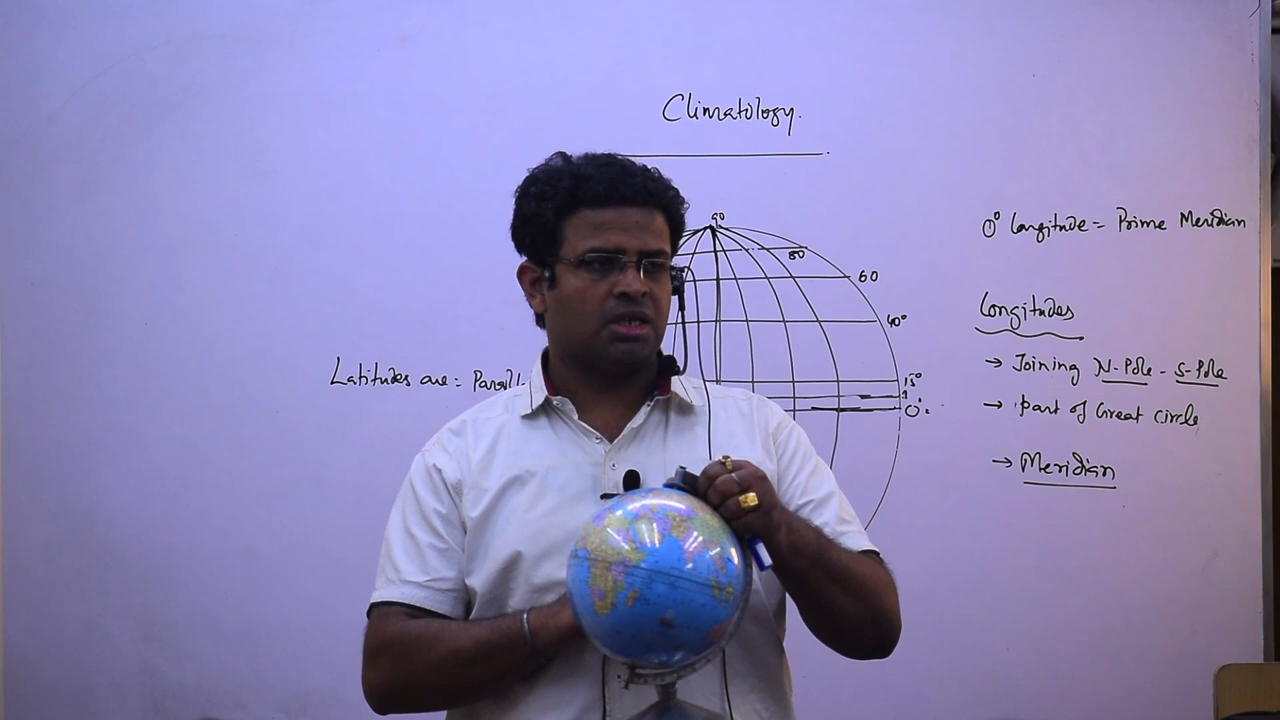 Climatology.
90
80
60
40°
15°
0°
Latitudes are = Parall
0° longitude = Prime Meridian
Longitudes
→ Joining N-Pole - S-Pole
→ Part of Great circle
→ Meridian